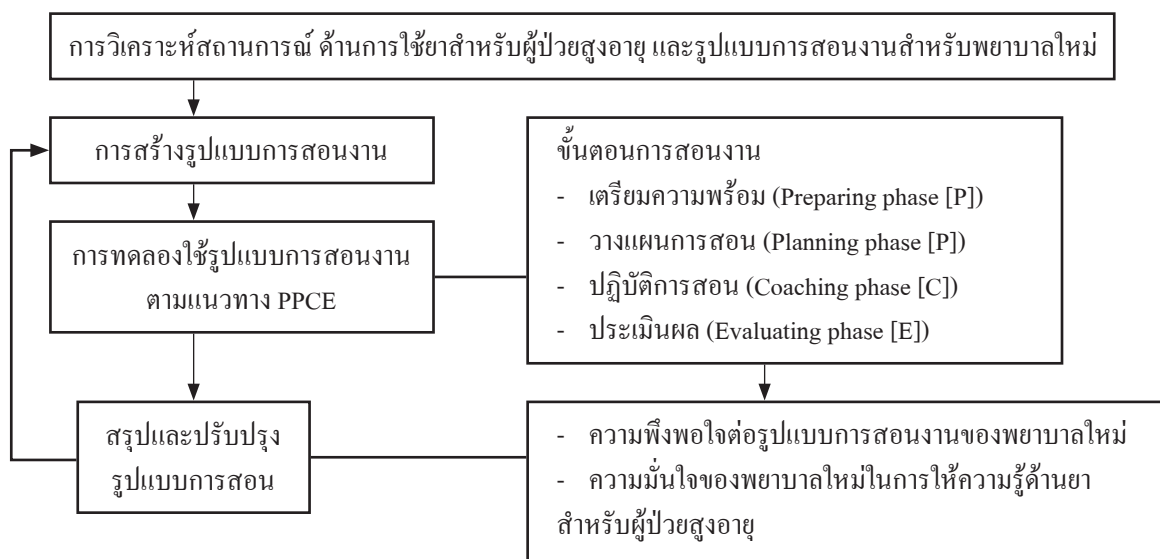 การวิเคราะห์สถานการณ์ ด้านการใช้ยาสำหรับผู้ป่วยสูงอายุ และรูปแบบการสอนงานสำหรับพยาบาลใหม่
การสร้างรูปแบบการสอนงาน
การทดลองใช้รูปแบบการสอนงาน
ตามแนวทาง PPCE
ขั้นตอนการสอนงาน
- เตรียมความพร้อม (Preparing phase [P])
- วางแผนการสอน (Planning phase [P])
- ปฏิบัติการสอน (Coaching phase [C])
- ประเมินผล (Evaluating phase [E])
สรุปและปรับปรุง
รูปแบบการสอน
- ความพึงพอใจต่อรูปแบบการสอนงานของพยาบาลใหม่
- ความมั่นใจของพยาบาลใหม่ในการให้ความรู้ด้านยา
สำหรับผู้ป่วยสูงอายุ